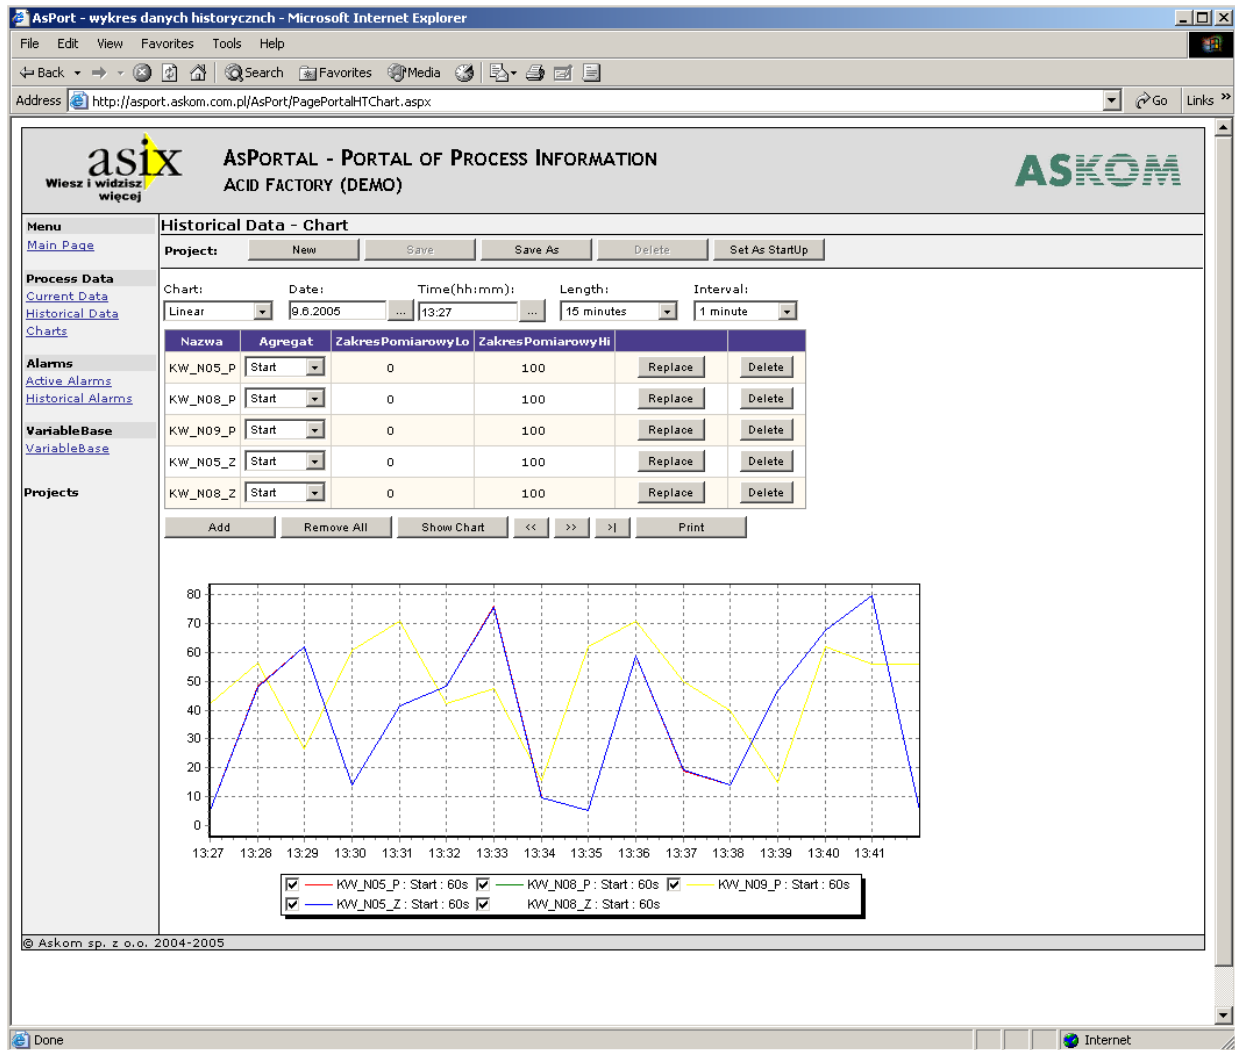 AsPort - wykres danych historycznch - Microsoft Internet Explorer
File Edit View Favorites Tools Help
Back Search Favorites Media
Address http://asport.askom.com.pl/AsPort/PagePortalHTChart.aspx Go Links »
asix
Wiesz i widzisz
więcej
AsPortal - Portal of Process Information
Acid Factory (DEMO)
ASKOM
Menu
Main Page
Process Data
Current Data
Historical Data
Charts
Alarms
Active Alarms
Historical Alarms
VariableBase
VariableBase
Projects
Historical Data - Chart
Project: New Save Save As Delete Set As StartUp
Chart: Date: Time(hh:mm): Length: Interval:
Linear 9.6.2005 ... 13:27 ... 15 minutes 1 minute
Nazwa Agregat ZakresPomiarowyLo ZakresPomiarowyHi
KW_N05_P Start 0 100 Replace Delete
KW_N08_P Start 0 100 Replace Delete
KW_N09_P Start 0 100 Replace Delete
KW_N05_Z Start 0 100 Replace Delete
KW_N08_Z Start 0 100 Replace Delete
Add Remove All Show Chart << >> >| Print
80
70
60
50
40
30
20
10
0
13:27 13:28 13:29 13:30 13:31 13:32 13:33 13:34 13:35 13:36 13:37 13:38 13:39 13:40 13:41
KW_N05_P : Start : 60s KW_N08_P : Start : 60s KW_N09_P : Start : 60s
KW_N05_Z : Start : 60s KW_N08_Z : Start : 60s
© Askom sp. z o.o. 2004-2005
Done Internet